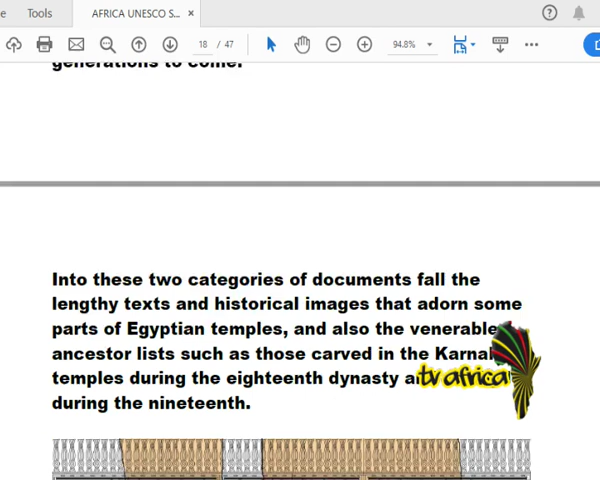 Tools
AFRICA UNESCO S... ×
18 / 47
94.8%
generations to come.
Into these two categories of documents fall the
lengthy texts and historical images that adorn some
parts of Egyptian temples, and also the venerable
ancestor lists such as those carved in the
temples during the eighteenth dynasty
during the nineteenth.
tv africa